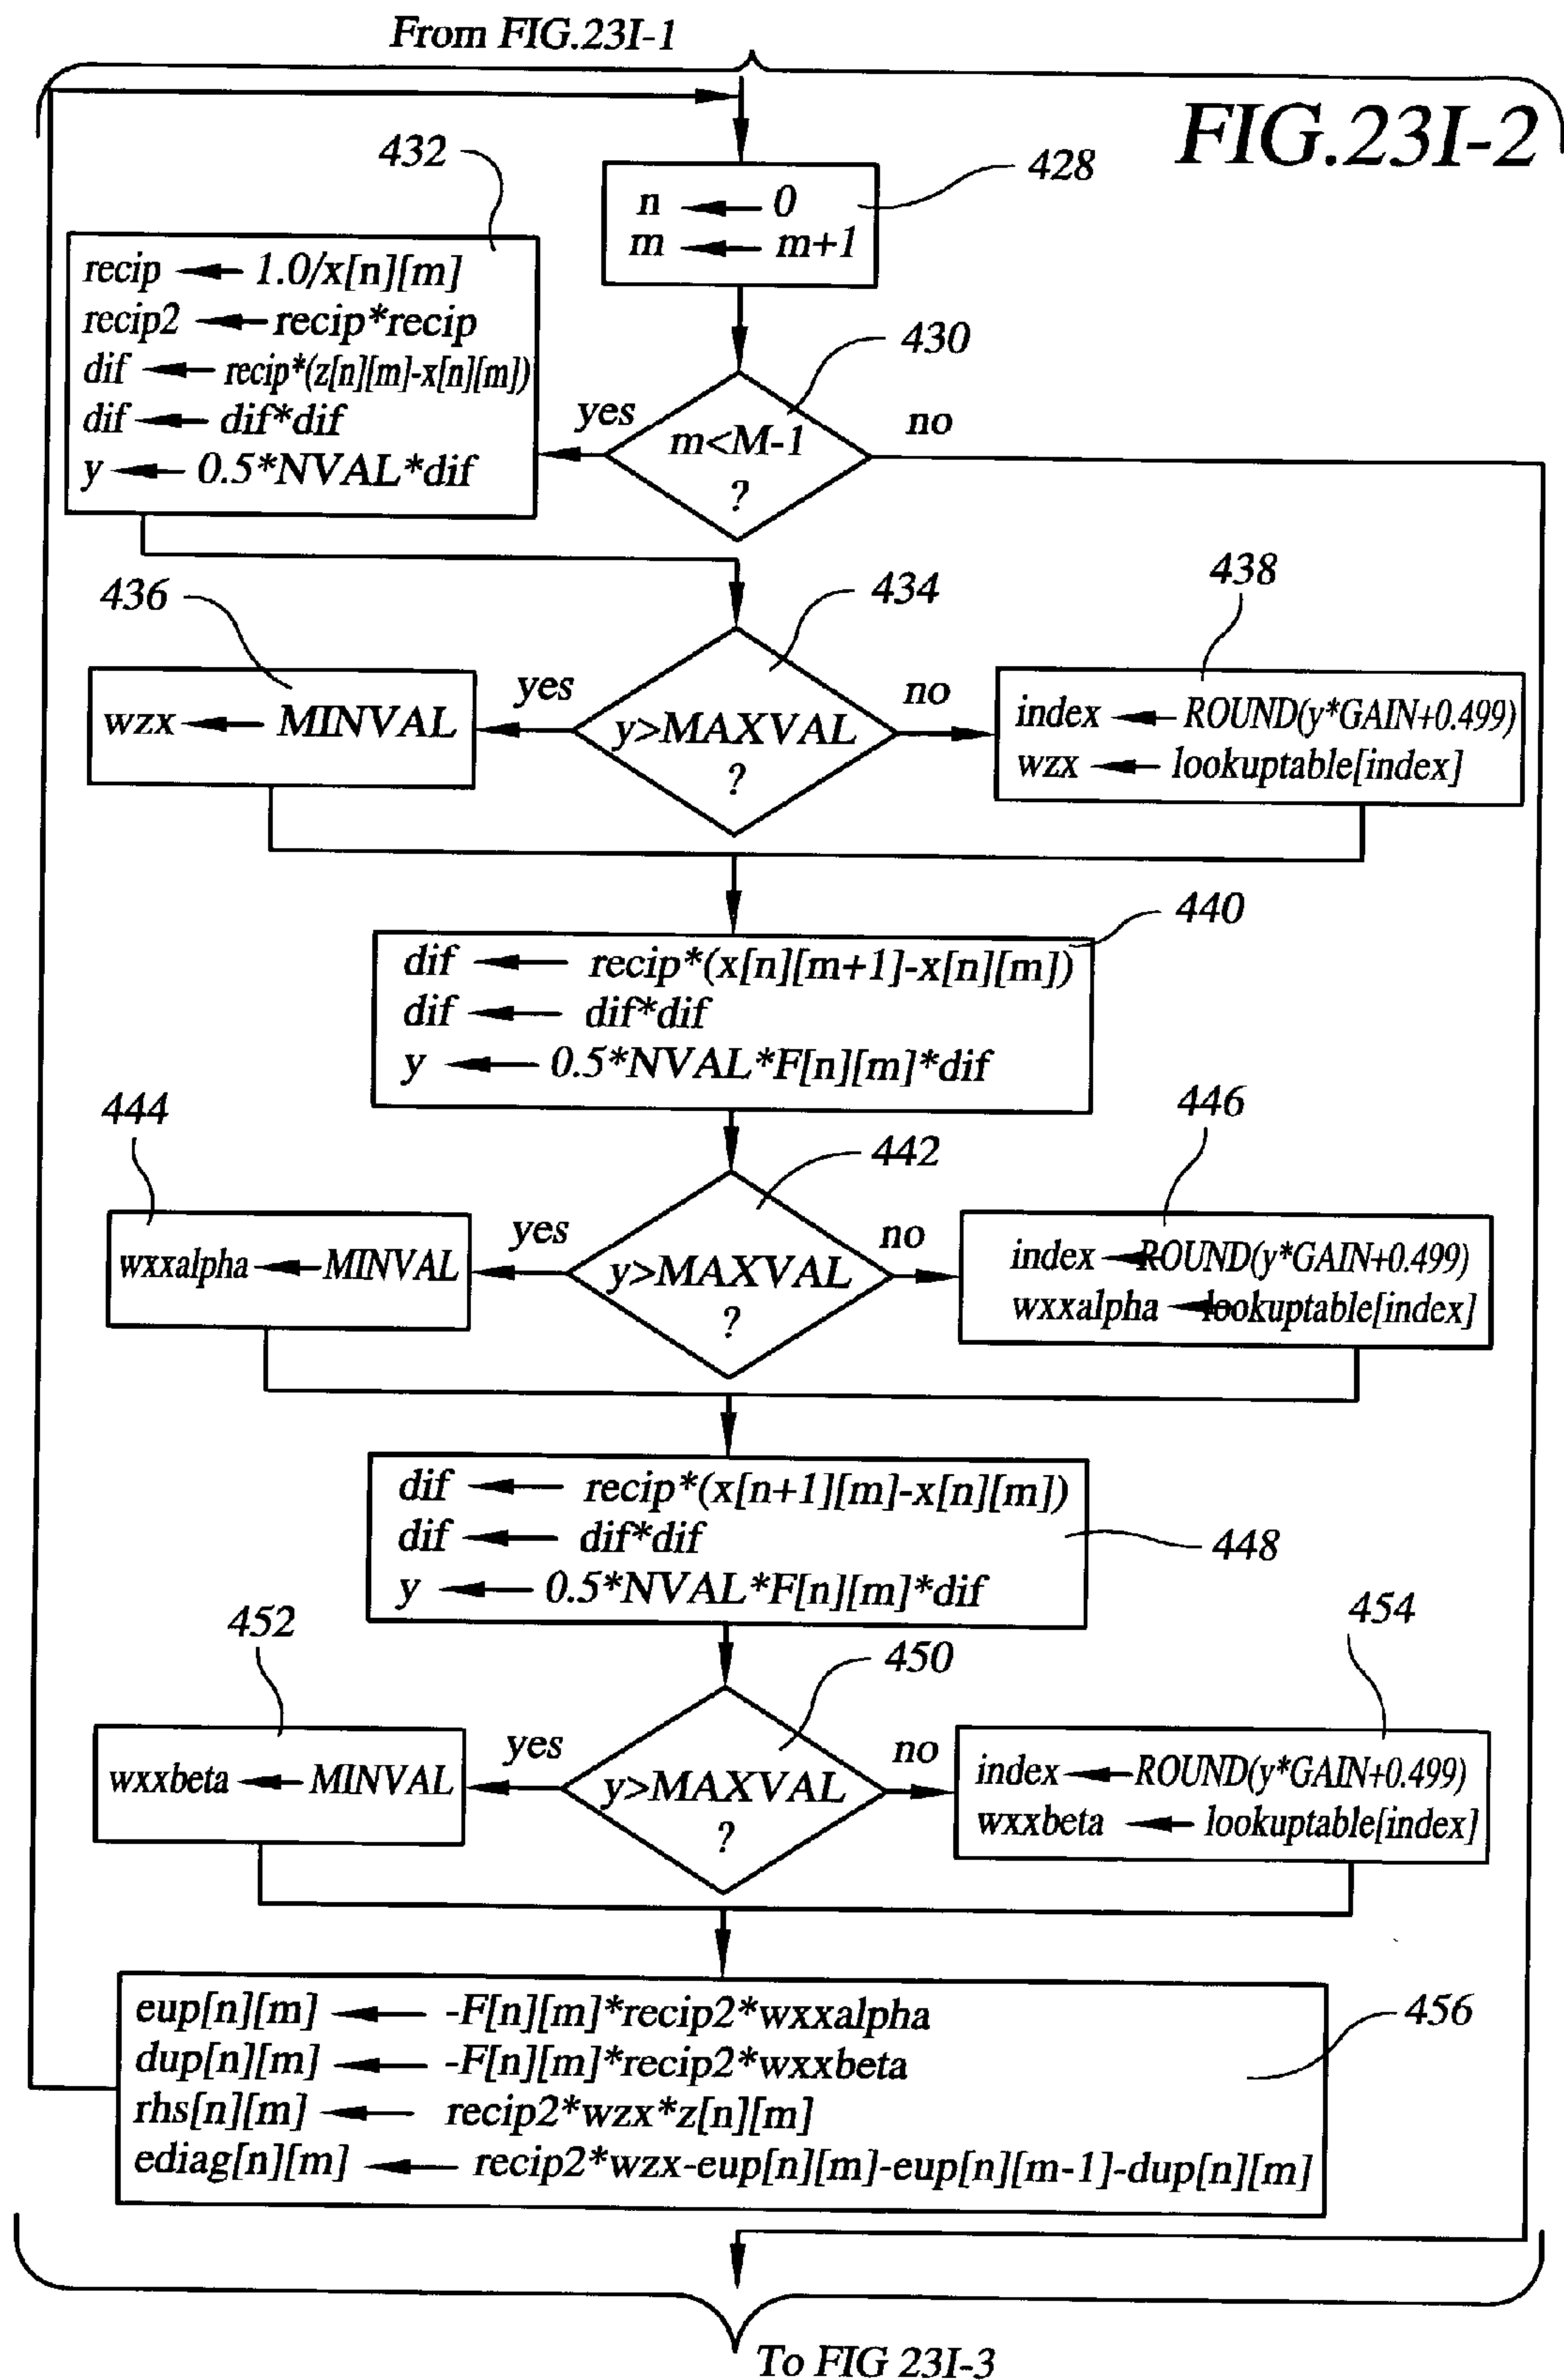 From FIG.23I-1
FIG.23I-2
432
428
n ← 0
m ← m+1
recip ← 1.0/x[n][m]
recip2 ← recip*recip
dif ← recip*(z[n][m]-x[n][m])
dif ← dif*dif
y ← 0.5*NVAL*dif
430
yes
m<M-1
?
no
436
434
438
wzx ← MINVAL
yes
y>MAXVAL
?
no
index ← ROUND(y*GAIN+0.499)
wzx ← lookuptable[index]
440
dif ← recip*(x[n][m+1]-x[n][m])
dif ← dif*dif
y ← 0.5*NVAL*F[n][m]*dif
444
442
446
wxxalpha ← MINVAL
yes
y>MAXVAL
?
no
index ← ROUND(y*GAIN+0.499)
wxxalpha ← lookuptable[index]
dif ← recip*(x[n+1][m]-x[n][m])
dif ← dif*dif
y ← 0.5*NVAL*F[n][m]*dif
448
452
450
454
wxxbeta ← MINVAL
yes
y>MAXVAL
?
no
index ← ROUND(y*GAIN+0.499)
wxxbeta ← lookuptable[index]
eup[n][m] ← -F[n][m]*recip2*wxxalpha
dup[n][m] ← -F[n][m]*recip2*wxxbeta
rhs[n][m] ← recip2*wzx*z[n][m]
ediag[n][m] ← recip2*wzx-eup[n][m]-eup[n][m-1]-dup[n][m]
456
To FIG 23I-3